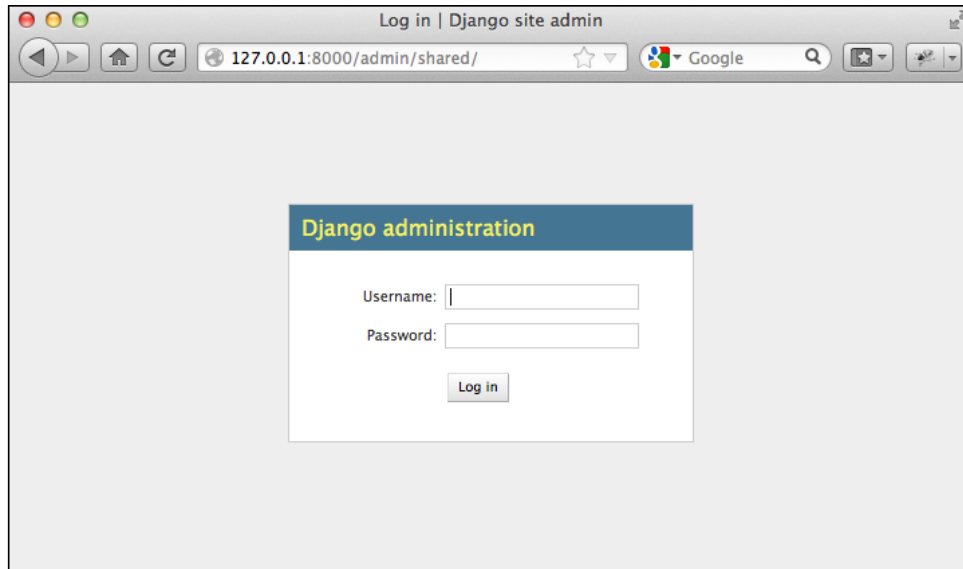 Log in | Django site admin
127.0.0.1:8000/admin/shared/
Google
Django administration
Username:
Password:
Log in